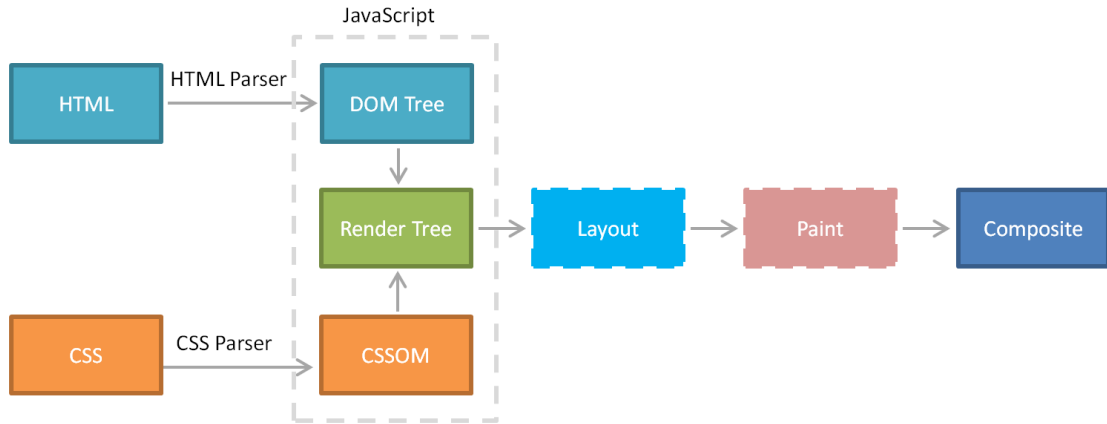 JavaScript
HTML
HTML Parser
DOM Tree
Render Tree
Layout
Paint
Composite
CSS
CSS Parser
CSSOM